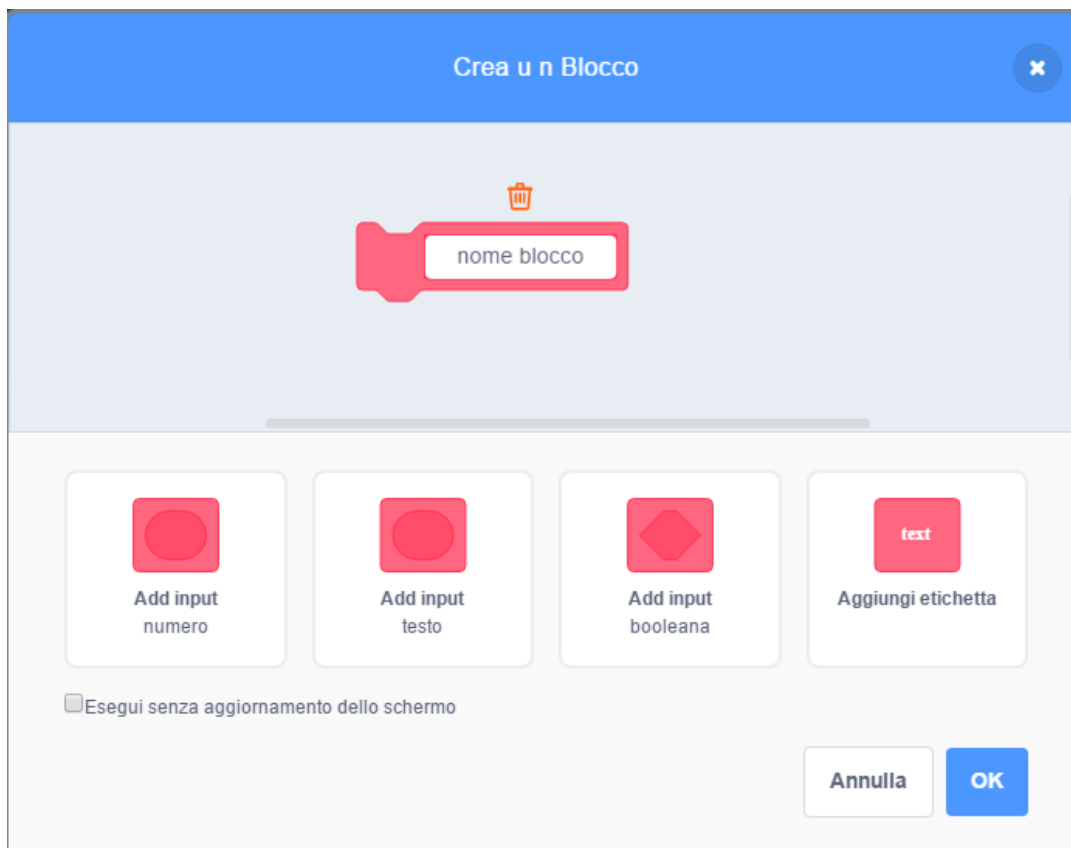 Crea u n Blocco
nome blocco
text
Add input
numero
Add input
testo
Add input
booleana
Aggiungi etichetta
Esegui senza aggiornamento dello schermo
Annulla
OK